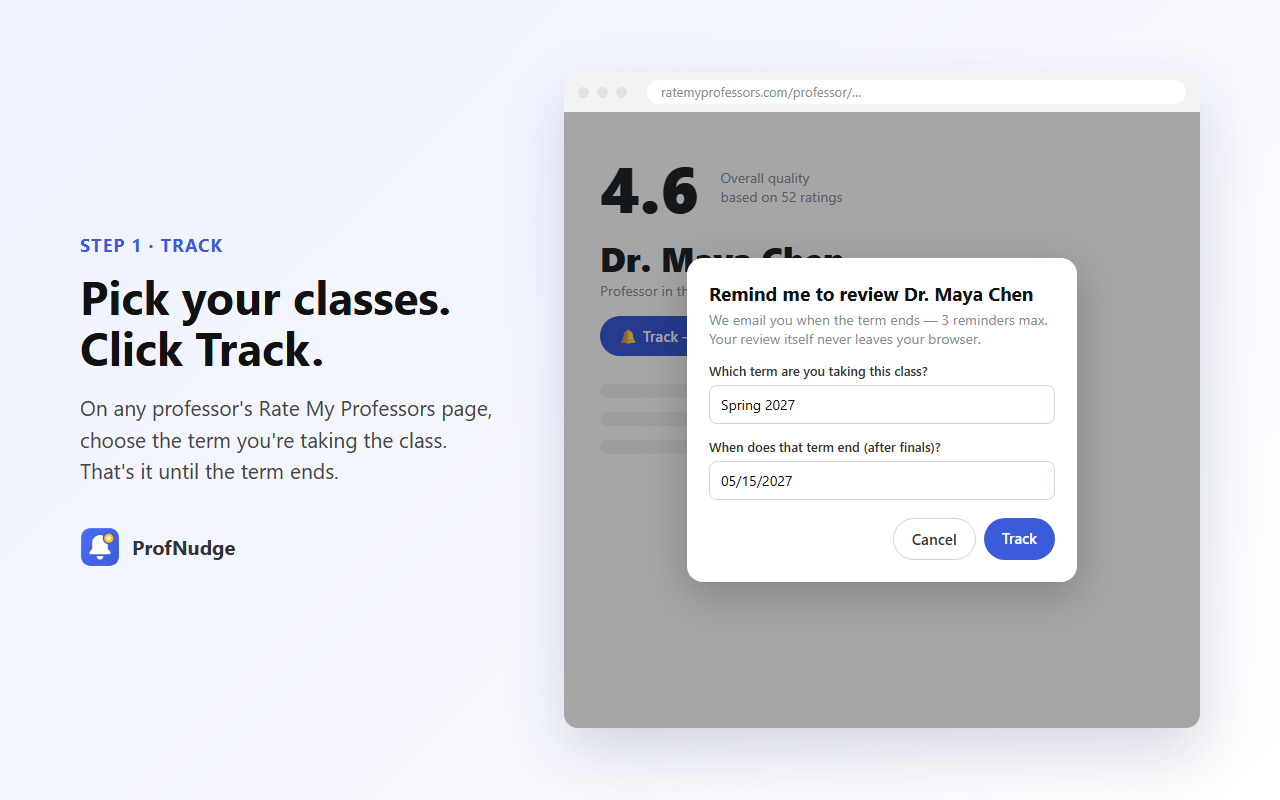 STEP 1 · TRACK
Pick your classes.
Click Track.
On any professor's Rate My Professors page,
choose the term you're taking the class.
That's it until the term ends.
ProfNudge
ratemyprofessors.com/professor/...
4.6
Overall quality
based on 52 ratings
Dr. Maya Chen
Professor in th
Track -
Remind me to review Dr. Maya Chen
We email you when the term ends — 3 reminders max.
Your review itself never leaves your browser.
Which term are you taking this class?
Spring 2027
When does that term end (after finals)?
05/15/2027
Cancel
Track